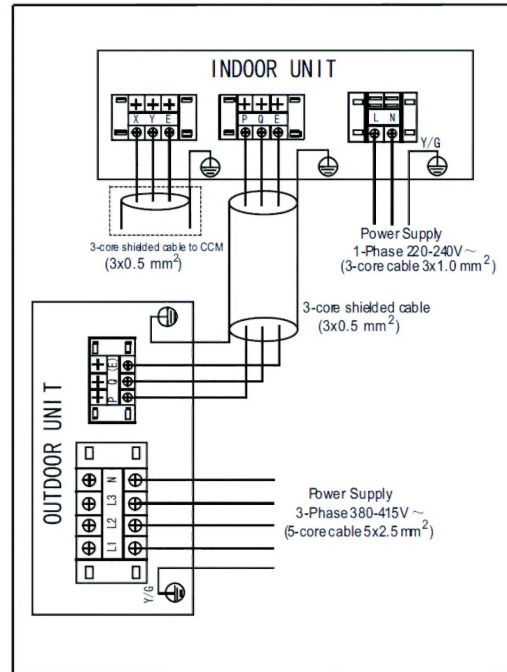 INDOOR UNIT
X Y E
P Q E
L N
Y/G
3-core shielded cable to CCM
(3x0.5 mm²)
Power Supply
1-Phase 220-240V ~
(3-core cable 3x1.0 mm²)
3-core shielded cable
(3x0.5 mm²)
OUTDOOR UNIT
P Q (E)
L1 L2 L3 N
Y/G
Power Supply
3-Phase 380-415V ~
(5-core cable 5x2.5 mm²)